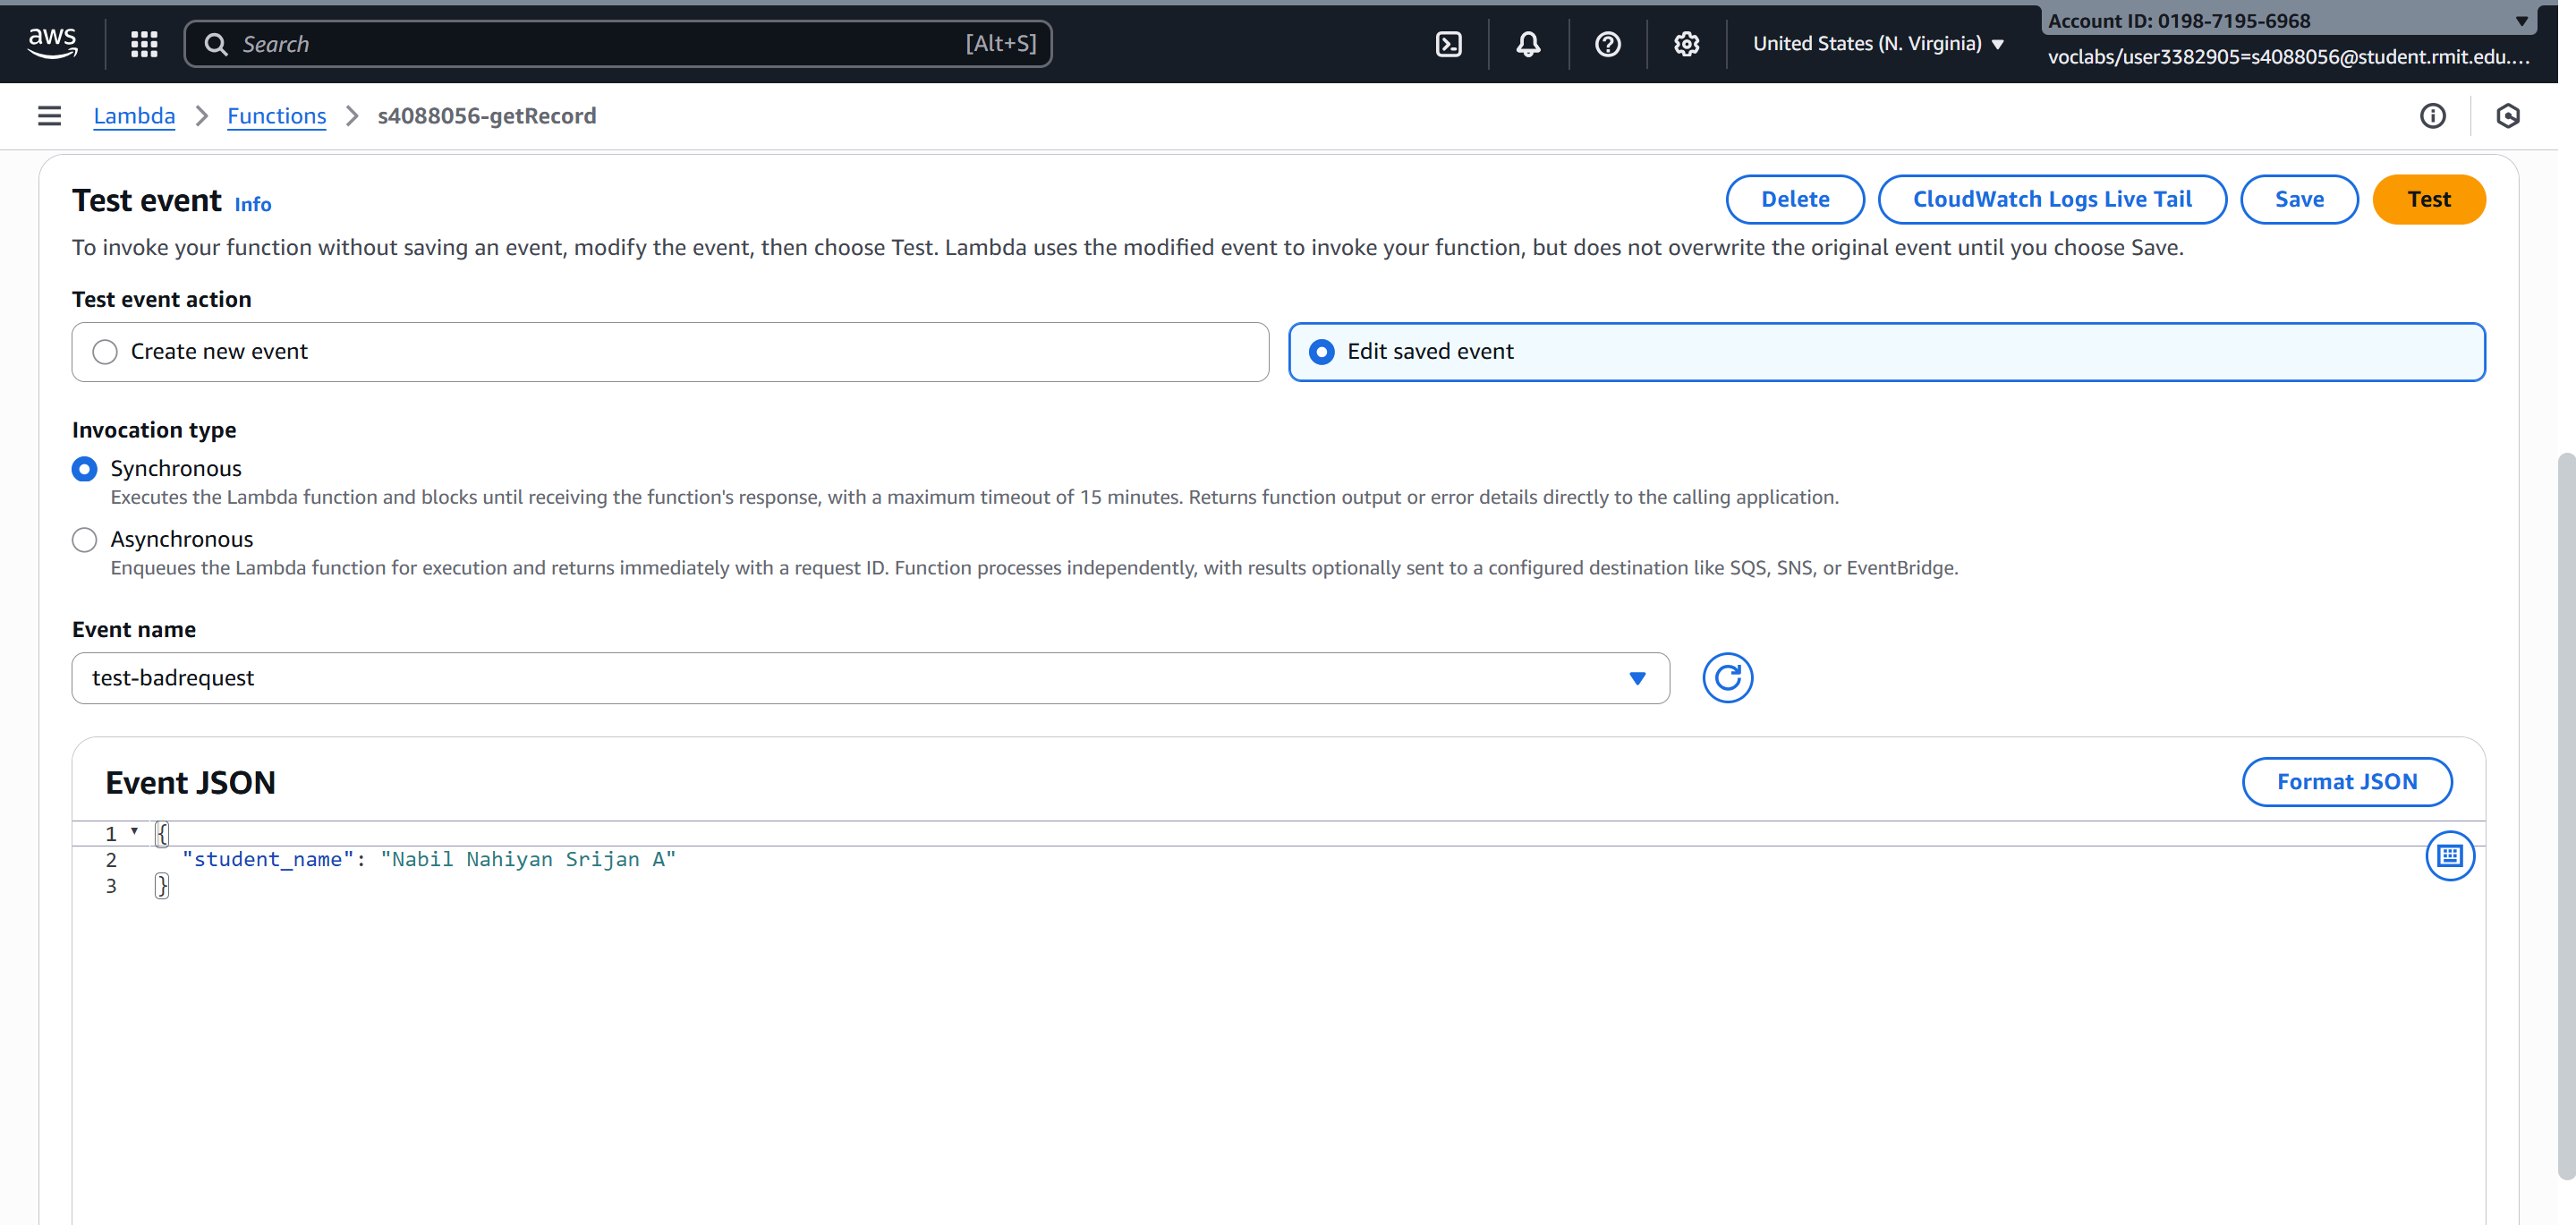 aws
Search [Alt+S]
United States (N. Virginia)
Account ID: 0198-7195-6968
voclabs/user3382905=s4088056@student.rmit.edu....
Lambda > Functions > s4088056-getRecord
Test event Info
Delete
CloudWatch Logs Live Tail
Save
Test
To invoke your function without saving an event, modify the event, then choose Test. Lambda uses the modified event to invoke your function, but does not overwrite the original event until you choose Save.
Test event action
Create new event
Edit saved event
Invocation type
Synchronous
Executes the Lambda function and blocks until receiving the function's response, with a maximum timeout of 15 minutes. Returns function output or error details directly to the calling application.
Asynchronous
Enqueues the Lambda function for execution and returns immediately with a request ID. Function processes independently, with results optionally sent to a configured destination like SQS, SNS, or EventBridge.
Event name
test-badrequest
Event JSON
Format JSON
1 {
2 "student_name": "Nabil Nahiyan Srijan A"
3 }